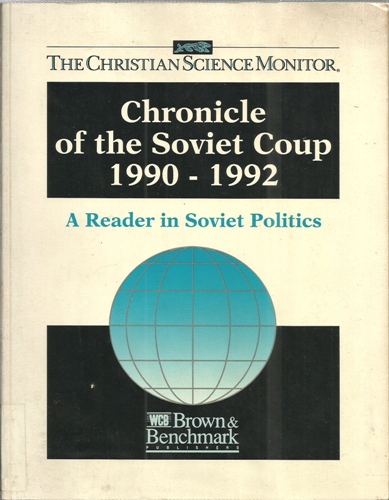 THE CHRISTIAN SCIENCE MONITOR®
Chronicle
of the Soviet Coup
1990 - 1992
A Reader in Soviet Politics
WCB Brown &
Benchmark
PUBLISHERS